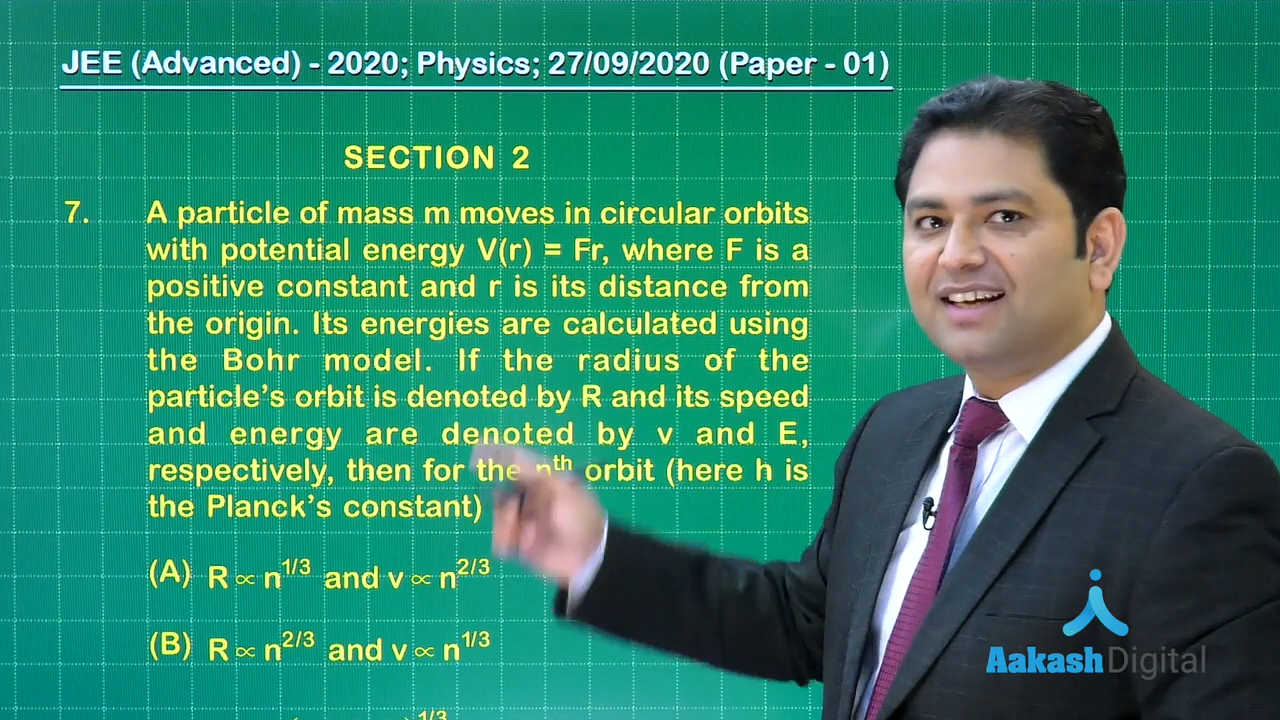 JEE (Advanced) - 2020; Physics; 27/09/2020 (Paper - 01)
SECTION 2
7. A particle of mass m moves in circular orbits
with potential energy V(r) = Fr, where F is a
positive constant and r is its distance from
the origin. Its energies are calculated using
the Bohr model. If the radius of the
particle's orbit is denoted by R and its speed
and energy are denoted by v and E,
respectively, then for the nᵗʰ orbit (here h is
the Planck's constant)
(A) R ∝ n^1/3 and v ∝ n^2/3
(B) R ∝ n^2/3 and v ∝ n^1/3
1/3
Aakash Digital